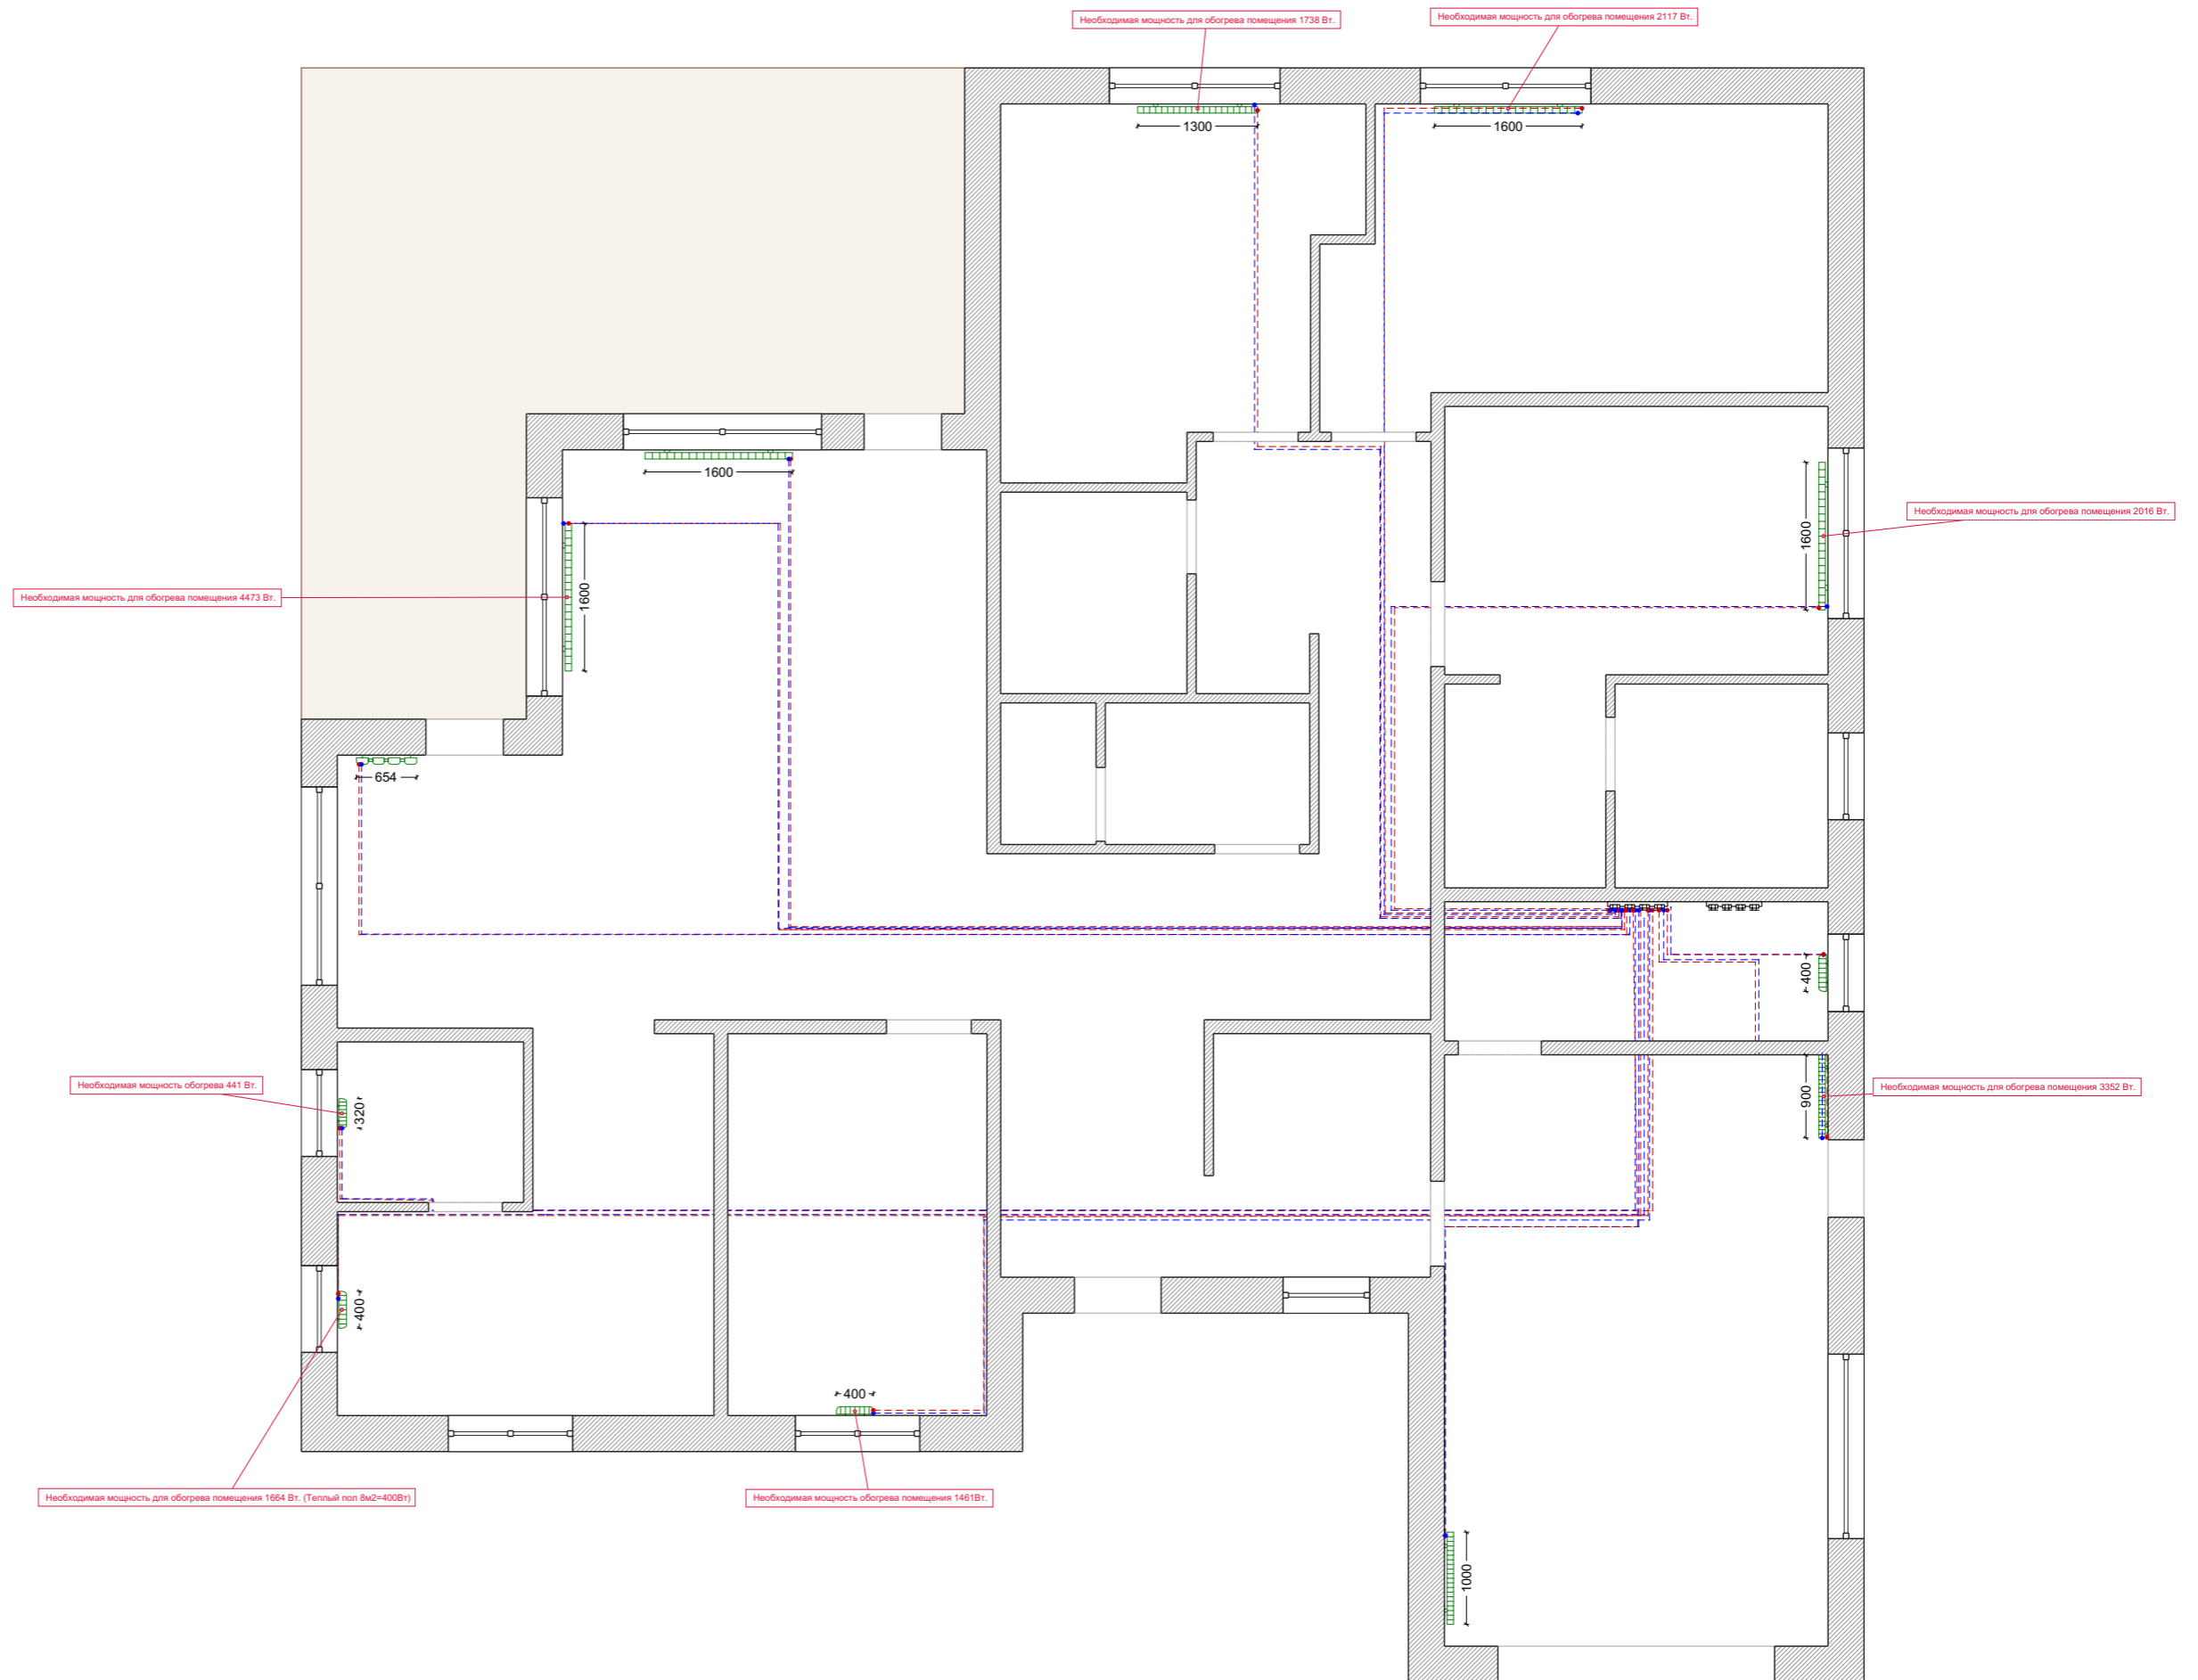 Необходимая мощность для обогрева помещения 1738 Вт.
Необходимая мощность для обогрева помещения 2117 Вт.
1300
1600
1600
1600
Необходимая мощность для обогрева помещения 2016 Вт.
Необходимая мощность для обогрева помещения 4473 Вт.
1600
654
400
Необходимая мощность обогрева 441 Вт.
320
900
Необходимая мощность для обогрева помещения 3352 Вт.
400
400
Необходимая мощность для обогрева помещения 1664 Вт. (Теплый пол 8м2=400Вт)
Необходимая мощность обогрева помещения 1461Вт.
1000